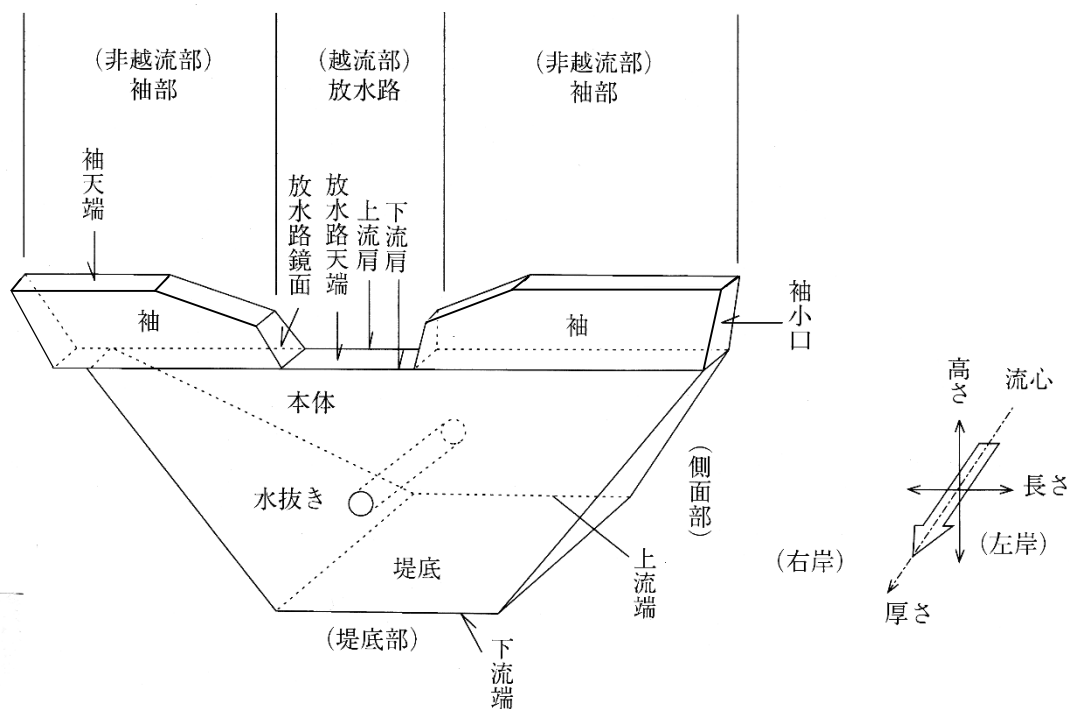 (非越流部)
袖部
(越流部)
放水路
(非越流部)
袖部
袖天端
放水路鏡面
放水路天端
上流肩
下流肩
袖小口
袖
袖
本体
水抜き
堤底
(側面部)
上流端
(堤底部)
下流端
高さ
流心
長さ
(右岸)
(左岸)
厚さ